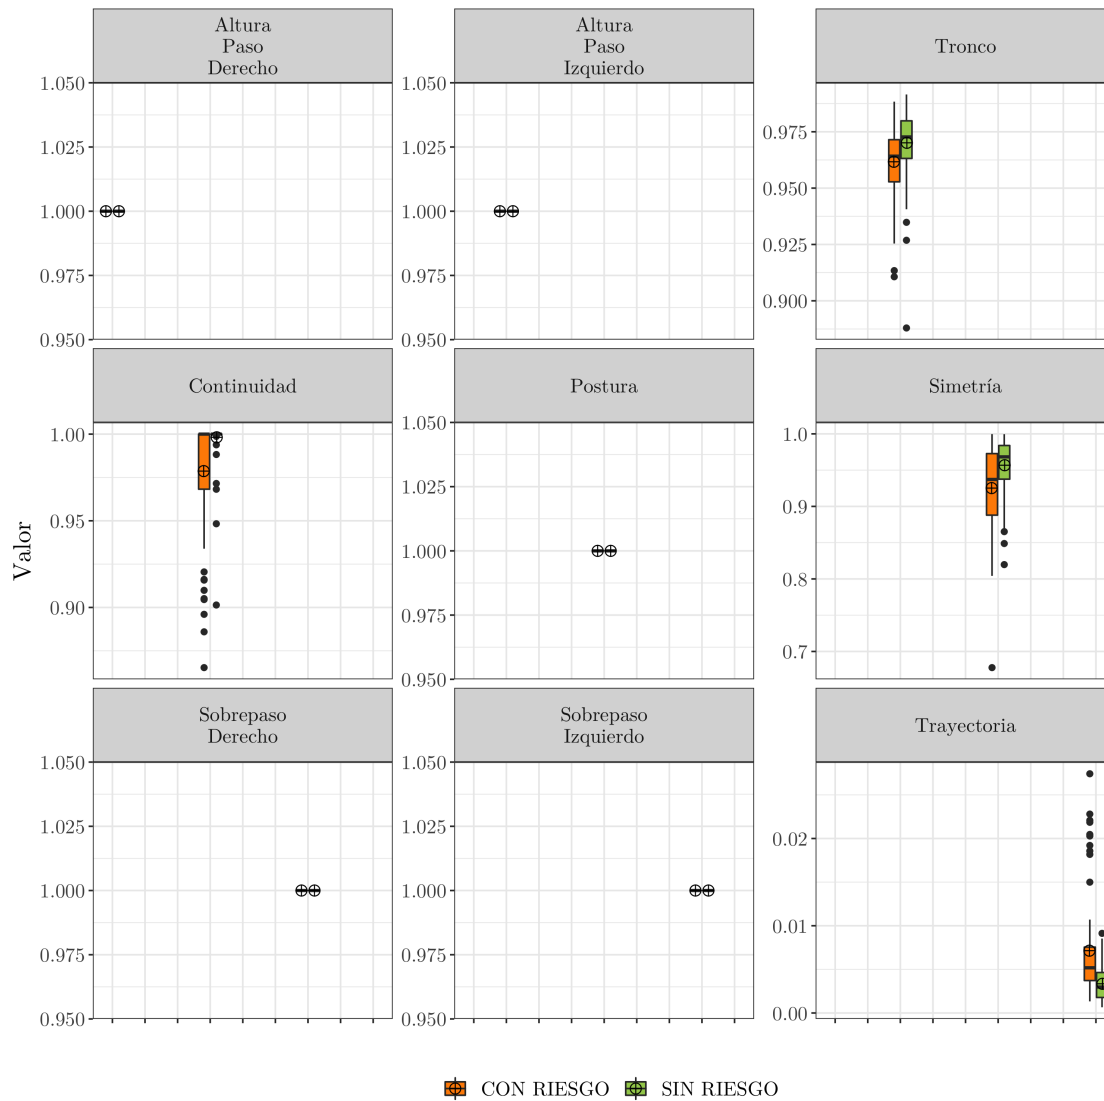 Altura
Paso
Derecho
Altura
Paso
Izquierdo
Tronco
1.050
1.025
1.000
0.975
0.950
1.050
1.025
1.000
0.975
0.950
0.975
0.950
0.925
0.900
Continuidad
Postura
Simetría
1.00
0.95
0.90
1.050
1.025
1.000
0.975
0.950
1.0
0.9
0.8
0.7
Valor
Sobrepaso
Derecho
Sobrepaso
Izquierdo
Trayectoria
1.050
1.025
1.000
0.975
0.950
1.050
1.025
1.000
0.975
0.950
0.02
0.01
0.00
CON RIESGO SIN RIESGO